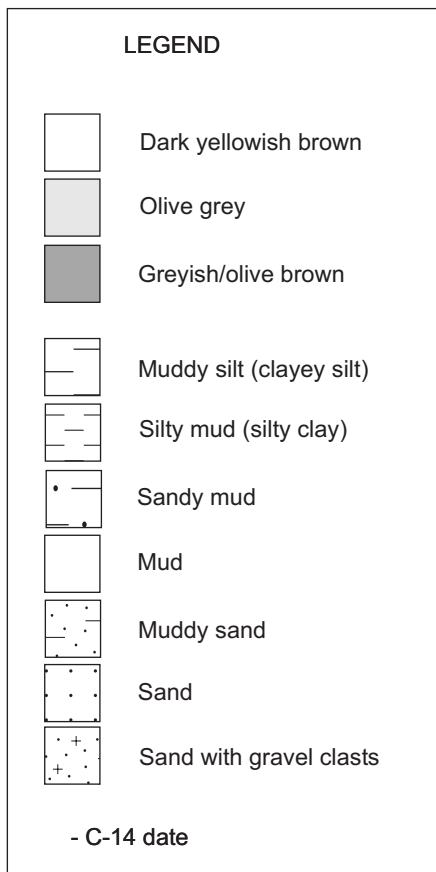 LEGEND
Dark yellowish brown
Olive grey
Greyish/olive brown
Muddy silt (clayey silt)
Silty mud (silty clay)
Sandy mud
Mud
Muddy sand
Sand
Sand with gravel clasts
- C-14 date